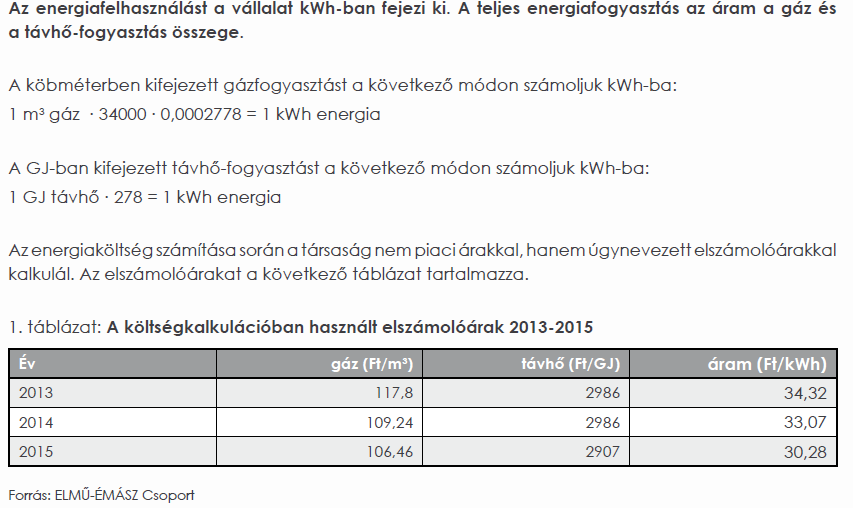 Az energiafelhasználást a vállalat kWh-ban fejezi ki. A teljes energiafogyasztás az áram a gáz és
a távhő-fogyasztás összege.
A köbméterben kifejezett gázfogyasztást a következő módon számoljuk kWh-ba:
1 m³ gáz · 34000 · 0,0002778 = 1 kWh energia
A GJ-ban kifejezett távhő-fogyasztást a következő módon számoljuk kWh-ba:
1 GJ távhő · 278 = 1 kWh energia
Az energiaköltség számítása során a társaság nem piaci árakkal, hanem úgynevezett elszámolóárakkal
kalkulál. Az elszámolóárakat a következő táblázat tartalmazza.
1. táblázat: A költségkalkulációban használt elszámolóárak 2013-2015
Év gáz (Ft/m³) távhő (Ft/GJ) áram (Ft/kWh)
2013 117,8 2986 34,32
2014 109,24 2986 33,07
2015 106,46 2907 30,28
Forrás: ELMŰ-ÉMÁSZ Csoport